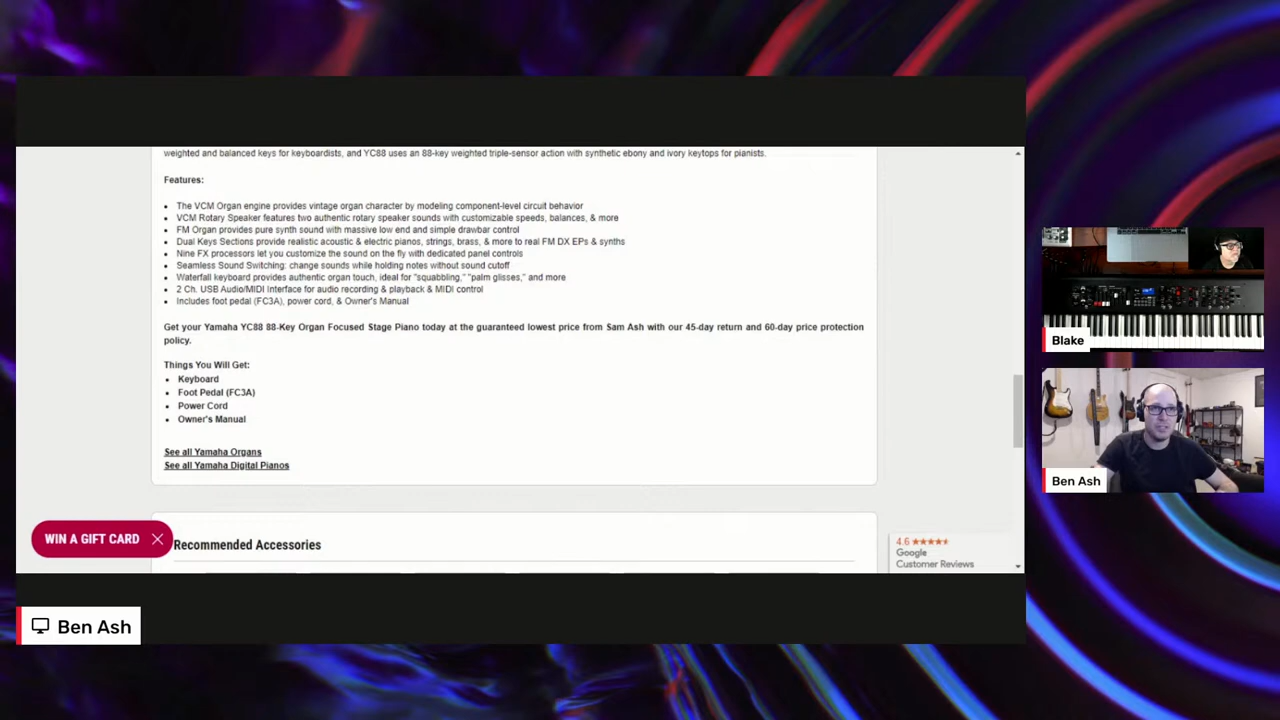 weighted and balanced keys for keyboardists, and YC88 uses an 88-key weighted triple-sensor action with synthetic ebony and ivory keytops for pianists.
Features:
The VCM Organ engine provides vintage organ character by modeling component-level circuit behavior
VCM Rotary Speaker features two authentic rotary speaker sounds with customizable speeds, balances, & more
FM Organ provides pure synth sound with massive low end and simple drawbar control
Dual Keys Sections provide realistic acoustic & electric pianos, strings, brass, & more to real FM DX EPs & synths
Nine FX processors let you customize the sound on the fly with dedicated panel controls
Seamless Sound Switching: change sounds while holding notes without sound cutoff
Waterfall keyboard provides authentic organ touch, ideal for "squabbling," "palm glisses," and more
2 Ch. USB Audio/MIDI Interface for audio recording & playback & MIDI control
Includes foot pedal (FC3A), power cord, & Owner's Manual
Get your Yamaha YC88 88-Key Organ Focused Stage Piano today at the guaranteed lowest price from Sam Ash with our 45-day return and 60-day price protection
policy.
Things You Will Get:
Keyboard
Foot Pedal (FC3A)
Power Cord
Owner's Manual
See all Yamaha Organs
See all Yamaha Digital Pianos
WIN A GIFT CARD
Recommended Accessories
4.6
Google
Customer Reviews
Ben Ash
Blake
Ben Ash